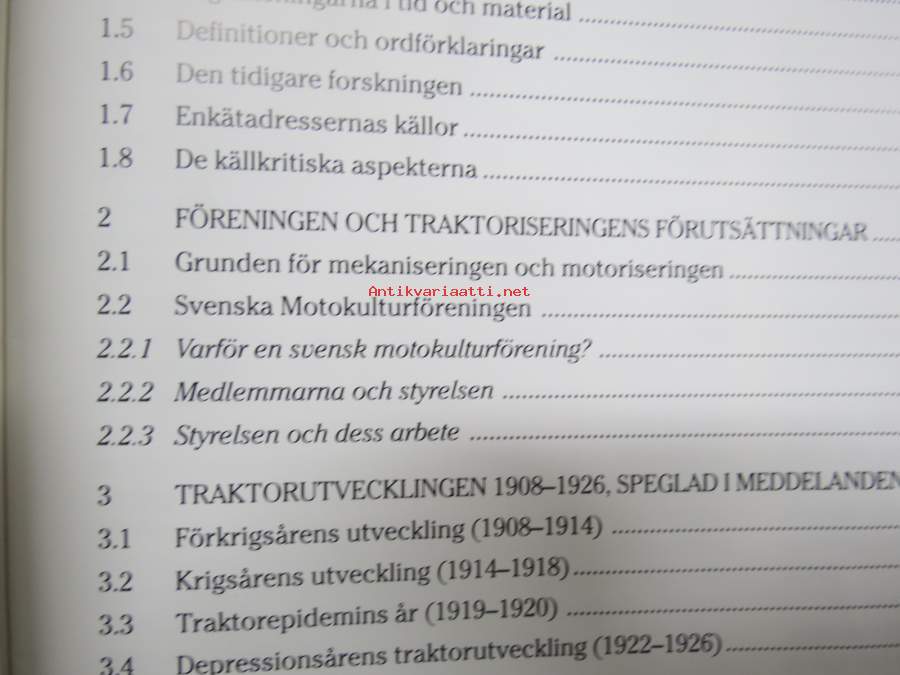 i tid och material
1.5 Definitioner och ordförklaringar
1.6 Den tidigare forskningen
1.7 Enkätadressernas källor
1.8 De källkritiska aspekterna
2 FÖRENINGEN OCH TRAKTORISERINGENS FÖRUTSÄTTNINGAR
2.1 Grunden för mekaniseringen och motoriseringen
Antikvariaatti.net
2.2 Svenska Motokulturföreningen
2.2.1 Varför en svensk motokulturförening?
2.2.2 Medlemmarna och styrelsen
2.2.3 Styrelsen och dess arbete
3 TRAKTORUTVECKLINGEN 1908–1926, SPEGLAD I MEDDELANDEN
3.1 Förkrigsårens utveckling (1908–1914)
3.2 Krigsårens utveckling (1914–1918)
3.3 Traktorepidemins år (1919–1920)
3.4 Depressionsårens traktorutveckling (1922–1926)